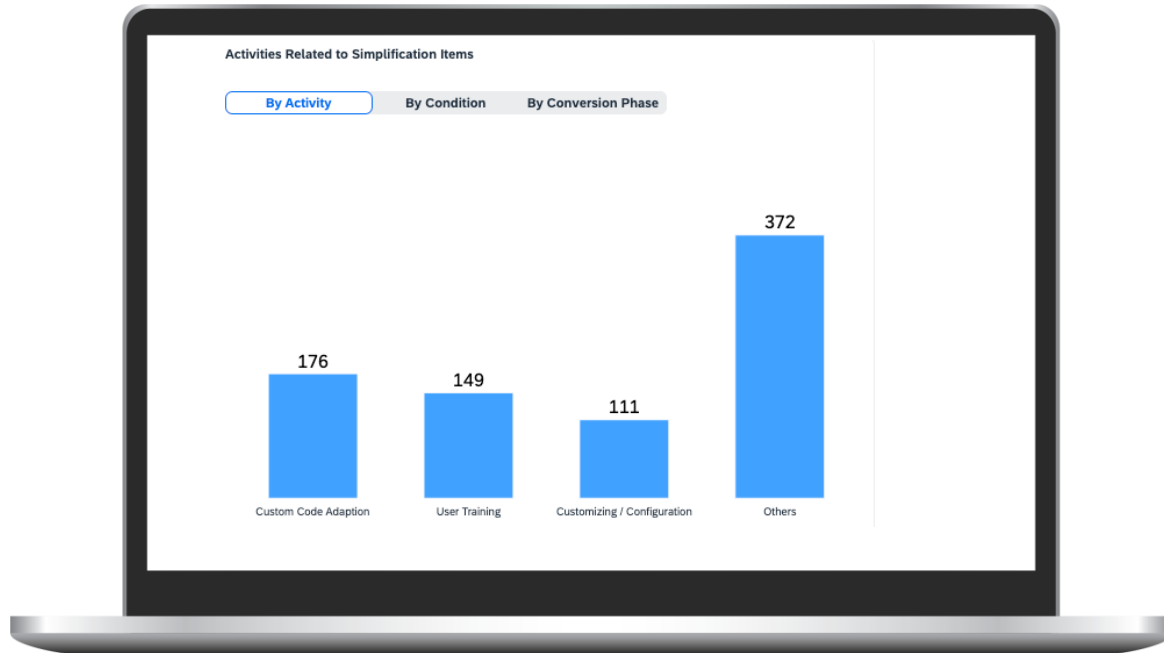 Activities Related to Simplification Items
By Activity By Condition By Conversion Phase
372
176
149
111
Custom Code Adaption User Training Customizing / Configuration Others